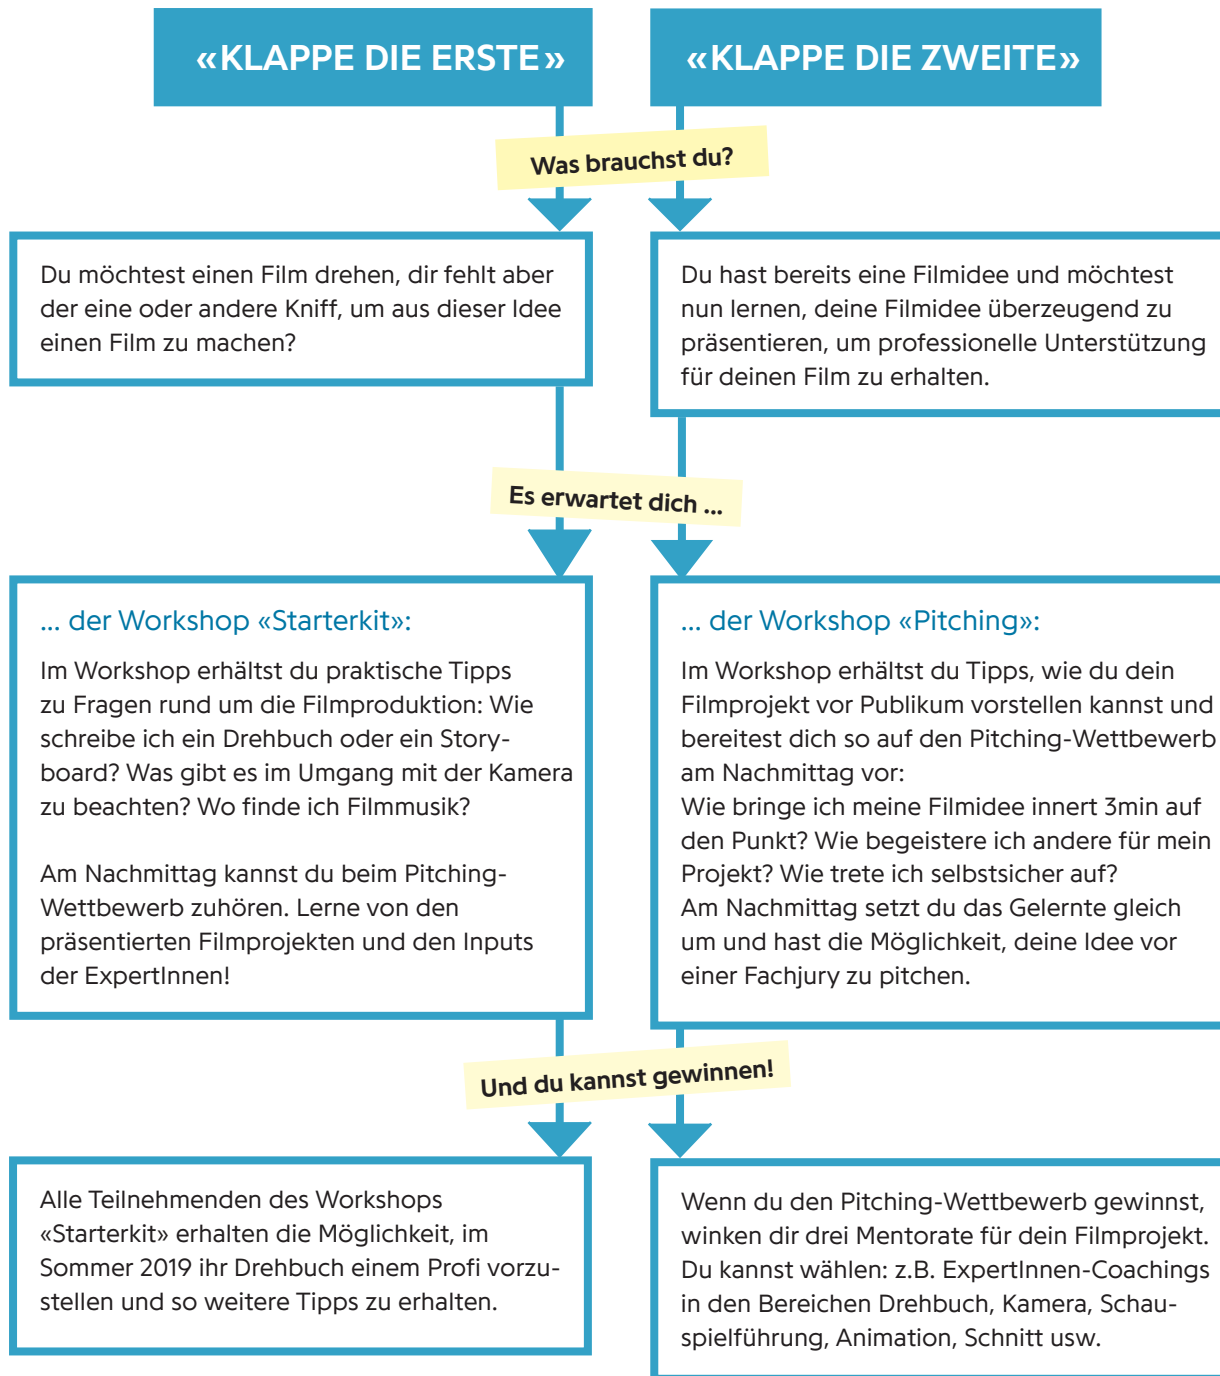 «KLAPPE DIE ERSTE»
«KLAPPE DIE ZWEITE»
Was brauchst du?
Du möchtest einen Film drehen, dir fehlt aber
der eine oder andere Kniff, um aus dieser Idee
einen Film zu machen?
Du hast bereits eine Filmidee und möchtest
nun lernen, deine Filmidee überzeugend zu
präsentieren, um professionelle Unterstützung
für deinen Film zu erhalten.
Es erwartet dich ...
... der Workshop «Starterkit»:
Im Workshop erhältst du praktische Tipps
zu Fragen rund um die Filmproduktion: Wie
schreibe ich ein Drehbuch oder ein Story-
board? Was gibt es im Umgang mit der Kamera
zu beachten? Wo finde ich Filmmusik?
Am Nachmittag kannst du beim Pitching-
Wettbewerb zuhören. Lerne von den
präsentierten Filmprojekten und den Inputs
der ExpertInnen!
... der Workshop «Pitching»:
Im Workshop erhältst du Tipps, wie du dein
Filmprojekt vor Publikum vorstellen kannst und
bereitest dich so auf den Pitching-Wettbewerb
am Nachmittag vor:
Wie bringe ich meine Filmidee innert 3min auf
den Punkt? Wie begeistere ich andere für mein
Projekt? Wie trete ich selbstsicher auf?
Am Nachmittag setzt du das Gelernte gleich
um und hast die Möglichkeit, deine Idee vor
einer Fachjury zu pitchen.
Und du kannst gewinnen!
Alle Teilnehmenden des Workshops
«Starterkit» erhalten die Möglichkeit, im
Sommer 2019 ihr Drehbuch einem Profi vorzu-
stellen und so weitere Tipps zu erhalten.
Wenn du den Pitching-Wettbewerb gewinnst,
winken dir drei Mentorate für dein Filmprojekt.
Du kannst wählen: z.B. ExpertInnen-Coachings
in den Bereichen Drehbuch, Kamera, Schau-
spielführung, Animation, Schnitt usw.